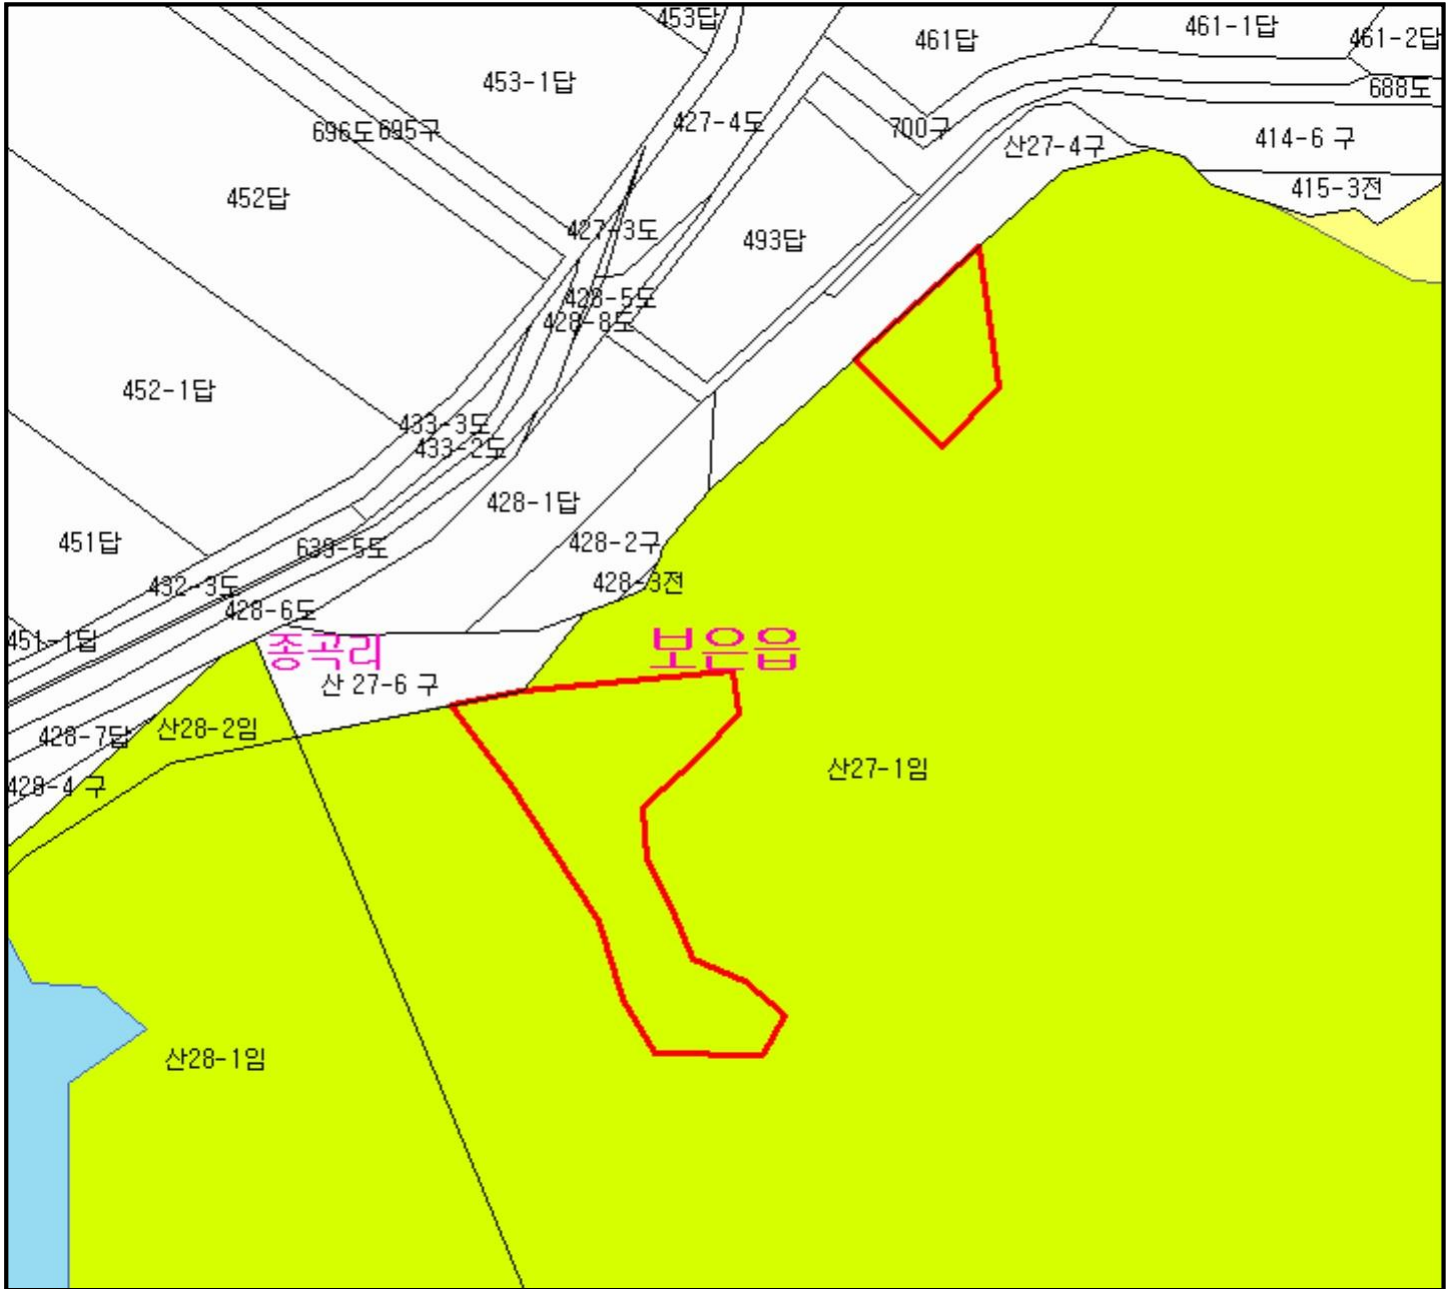 453답
461답
461-1답
461-2답
453-1답
688도
696도
695구
427-4도
700구
산27-4구
414-6 구
452답
415-3전
427-3도
493답
428-5도
428-8도
452-1답
433-3도
433-2도
428-1답
451답
639-5도
428-2구
432-3도
428-3전
428-6도
451-1답
종곡리
보은읍
산 27-6 구
428-7답
산28-2임
산27-1임
429-4 구
산28-1임